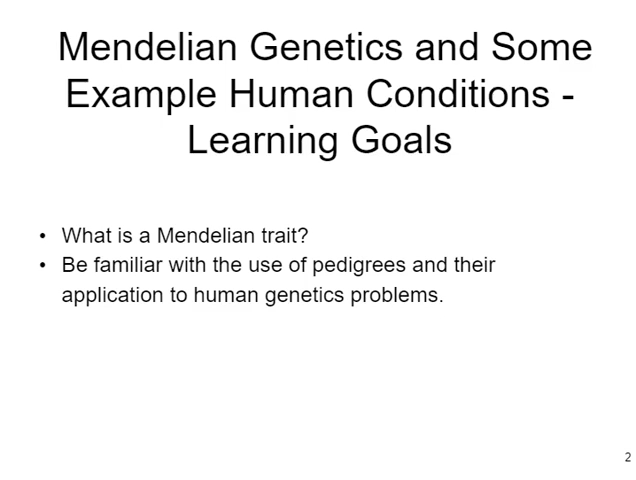 Mendelian Genetics and Some
Example Human Conditions -
Learning Goals
• What is a Mendelian trait?
• Be familiar with the use of pedigrees and their
application to human genetics problems.
2